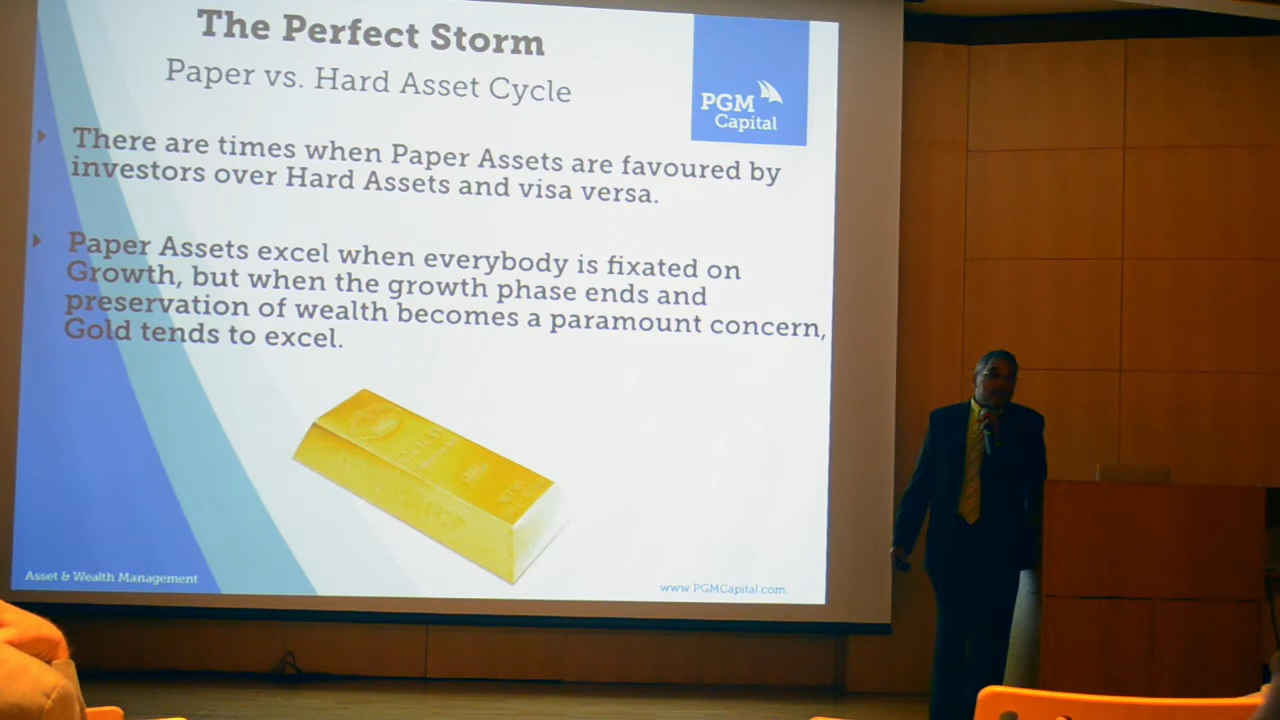 The Perfect Storm
Paper vs. Hard Asset Cycle
PGM
Capital
There are times when Paper Assets are favoured by
investors over Hard Assets and visa versa.
Paper Assets excel when everybody is fixated on
Growth, but when the growth phase ends and
preservation of wealth becomes a paramount concern,
Gold tends to excel.
Asset & Wealth Management
www.PGMCapital.com